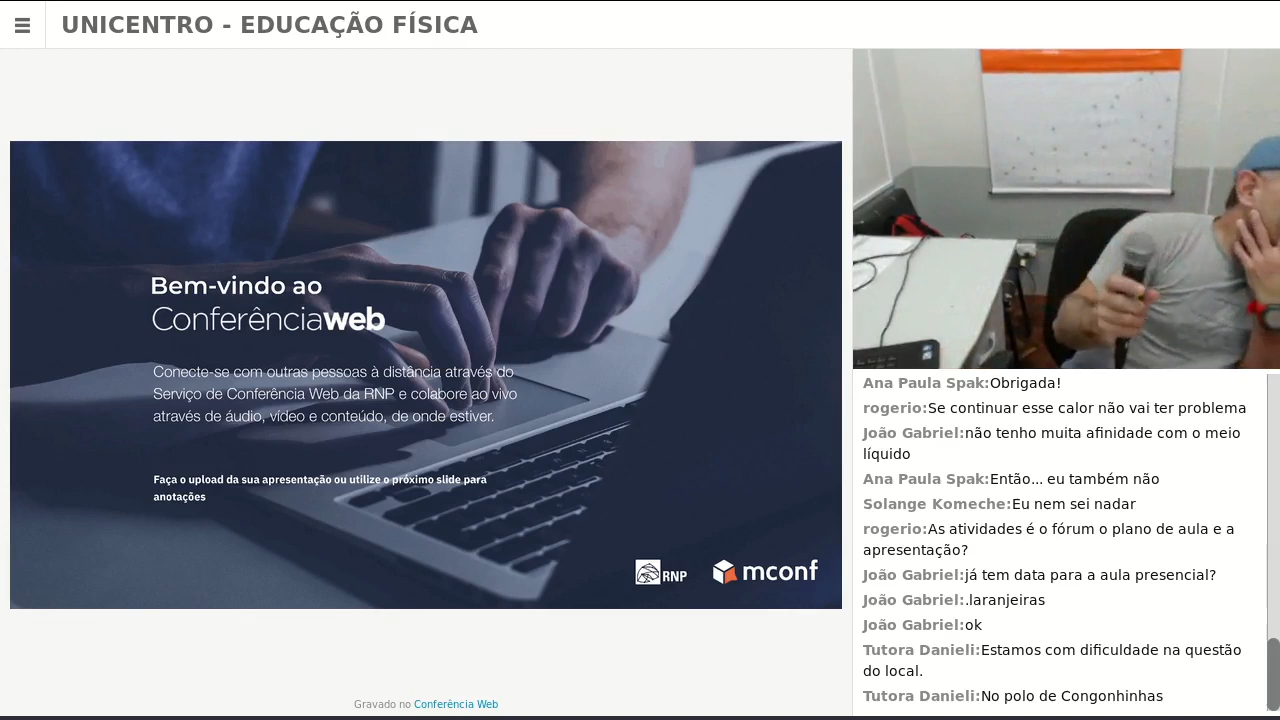 UNICENTRO - EDUCAÇÃO FÍSICA
Bem-vindo ao
Conferênciaweb
Conecte-se com outras pessoas à distância através do
Serviço de Conferência Web da RNP e colabore ao vivo
através de áudio, vídeo e conteúdo, de onde estiver.
Faça o upload da sua apresentação ou utilize o próximo slide para
anotações
RNP
mconf
Gravado no Conferência Web
Ana Paula Spak:Obrigada!
rogerio:Se continuar esse calor não vai ter problema
João Gabriel:não tenho muita afinidade com o meio
líquido
Ana Paula Spak:Então... eu também não
Solange Komeche:Eu nem sei nadar
rogerio:As atividades é o fórum o plano de aula e a
apresentação?
João Gabriel:já tem data para a aula presencial?
João Gabriel:.laranjeiras
João Gabriel:ok
Tutora Danieli:Estamos com dificuldade na questão
do local.
Tutora Danieli:No polo de Congonhinhas